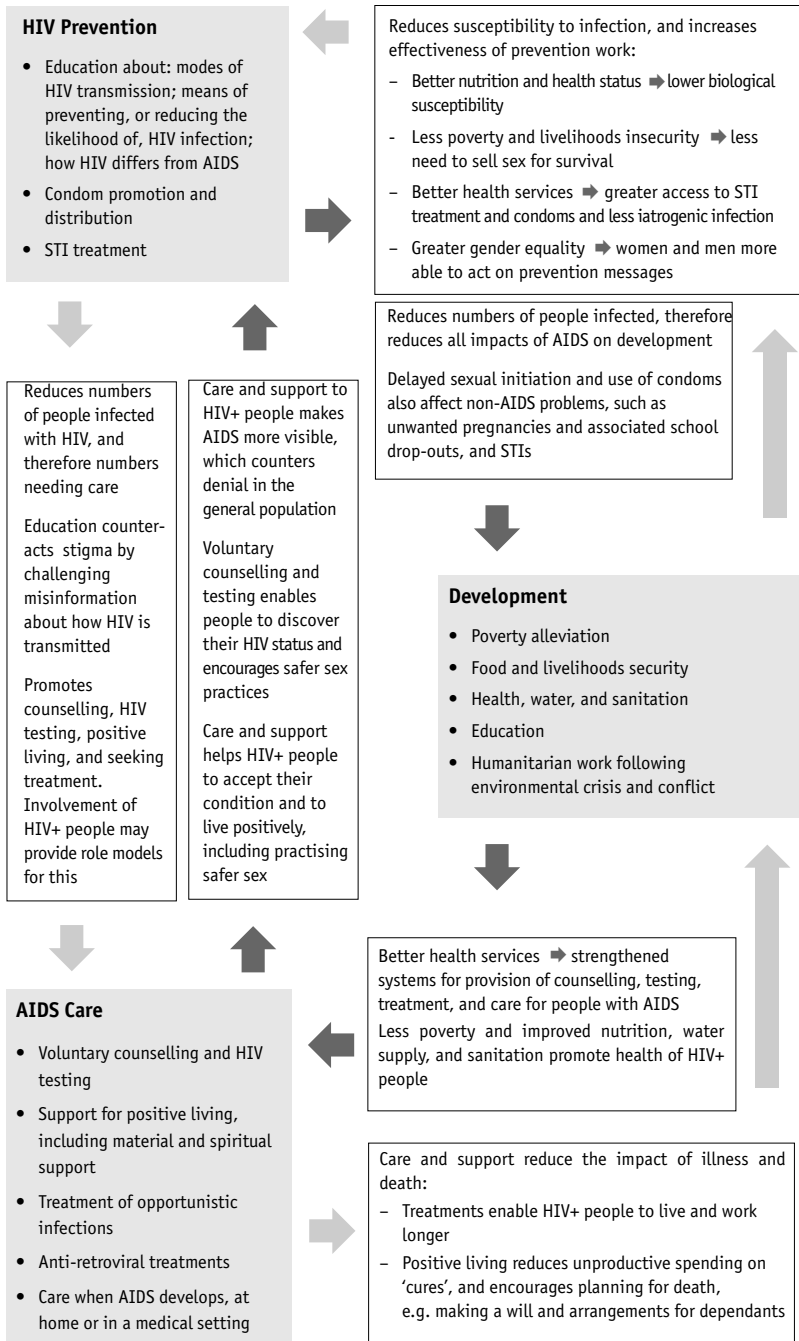 HIV Prevention
• Education about: modes of
HIV transmission; means of
preventing, or reducing the
likelihood of, HIV infection;
how HIV differs from AIDS
• Condom promotion and
distribution
• STI treatment
Reduces susceptibility to infection, and increases
effectiveness of prevention work:
– Better nutrition and health status ➡ lower biological
susceptibility
- Less poverty and livelihoods insecurity ➡ less
need to sell sex for survival
– Better health services ➡ greater access to STI
treatment and condoms and less iatrogenic infection
– Greater gender equality ➡ women and men more
able to act on prevention messages
Reduces numbers of people infected, therefore
reduces all impacts of AIDS on development
Delayed sexual initiation and use of condoms
also affect non-AIDS problems, such as
unwanted pregnancies and associated school
drop-outs, and STIs
Reduces numbers
of people infected
with HIV, and
therefore numbers
needing care
Education counter-
acts stigma by
challenging
misinformation
about how HIV is
transmitted
Promotes
counselling, HIV
testing, positive
living, and seeking
treatment.
Involvement of
HIV+ people may
provide role models
for this
Care and support to
HIV+ people makes
AIDS more visible,
which counters
denial in the
general population
Voluntary
counselling and
testing enables
people to discover
their HIV status and
encourages safer sex
practices
Care and support
helps HIV+ people
to accept their
condition and to
live positively,
including practising
safer sex
Development
• Poverty alleviation
• Food and livelihoods security
• Health, water, and sanitation
• Education
• Humanitarian work following
environmental crisis and conflict
Better health services ➡ strengthened
systems for provision of counselling, testing,
treatment, and care for people with AIDS
Less poverty and improved nutrition, water
supply, and sanitation promote health of HIV+
people
AIDS Care
• Voluntary counselling and HIV
testing
• Support for positive living,
including material and spiritual
support
• Treatment of opportunistic
infections
• Anti-retroviral treatments
• Care when AIDS develops, at
home or in a medical setting
Care and support reduce the impact of illness and
death:
– Treatments enable HIV+ people to live and work
longer
– Positive living reduces unproductive spending on
‘cures’, and encourages planning for death,
e.g. making a will and arrangements for dependants